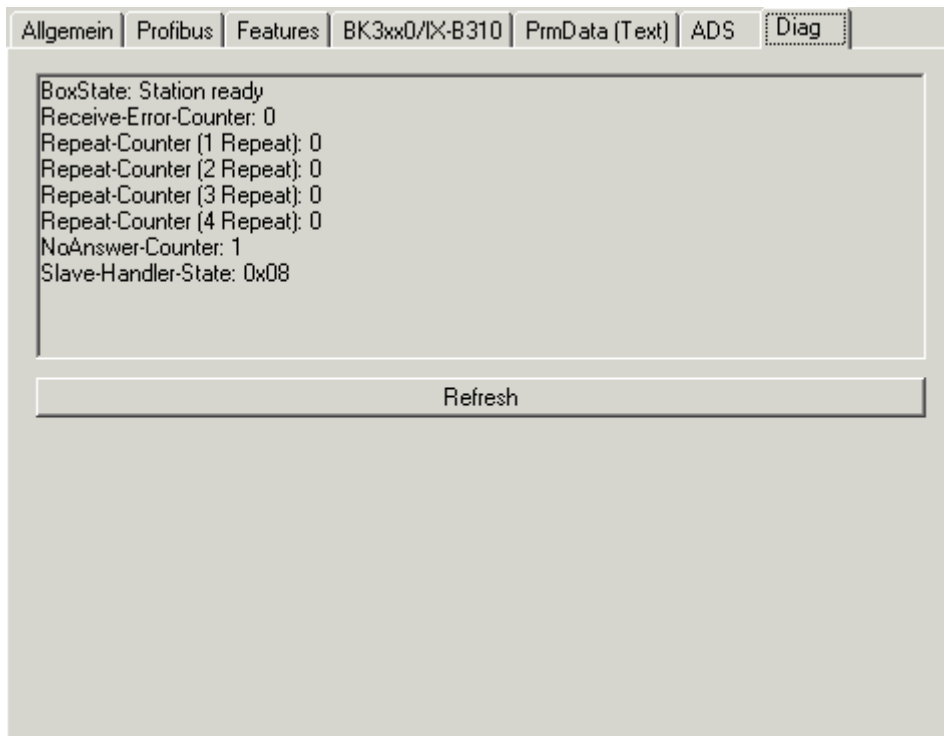 Allgemein Profibus Features BK3xx0/IX-B310 PrmData (Text) ADS Diag
BoxState: Station ready
Receive-Error-Counter: 0
Repeat-Counter (1 Repeat): 0
Repeat-Counter (2 Repeat): 0
Repeat-Counter (3 Repeat): 0
Repeat-Counter (4 Repeat): 0
NoAnswer-Counter: 1
Slave-Handler-State: 0x08
Refresh